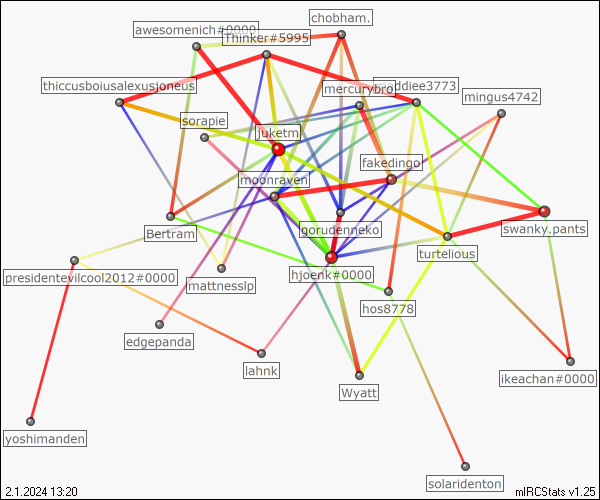 chobham.
awesomenich#0000
Thinker#5995
thiccusboiusalexusjoneus
mercurybro
maddiee3773
mingus4742
sorapie
juketm
fakedingo
moonraven
Bertram
gorudenneko
swanky.pants
turtelious
hjoenk#0000
presidentevilcool2012#0000
mattnesslp
hos8778
edgepanda
lahnk
Wyatt
ikeachan#0000
yoshimanden
solaridenton
2.1.2024 13:20
mIRCStats v1.25